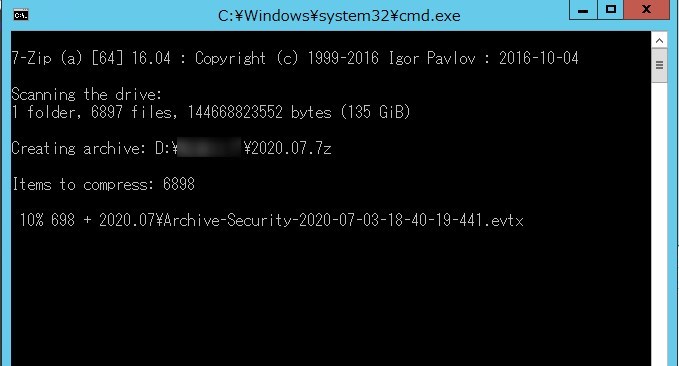 C:¥Windows¥system32¥cmd.exe
7-Zip (a) [64] 16.04 : Copyright (c) 1999-2016 Igor Pavlov : 2016-10-04
Scanning the drive:
1 folder, 6897 files, 144668823552 bytes (135 GiB)
Creating archive: D:¥ ¥2020.07.7z
Items to compress: 6898
10% 698 + 2020.07¥Archive-Security-2020-07-03-18-40-19-441.evtx